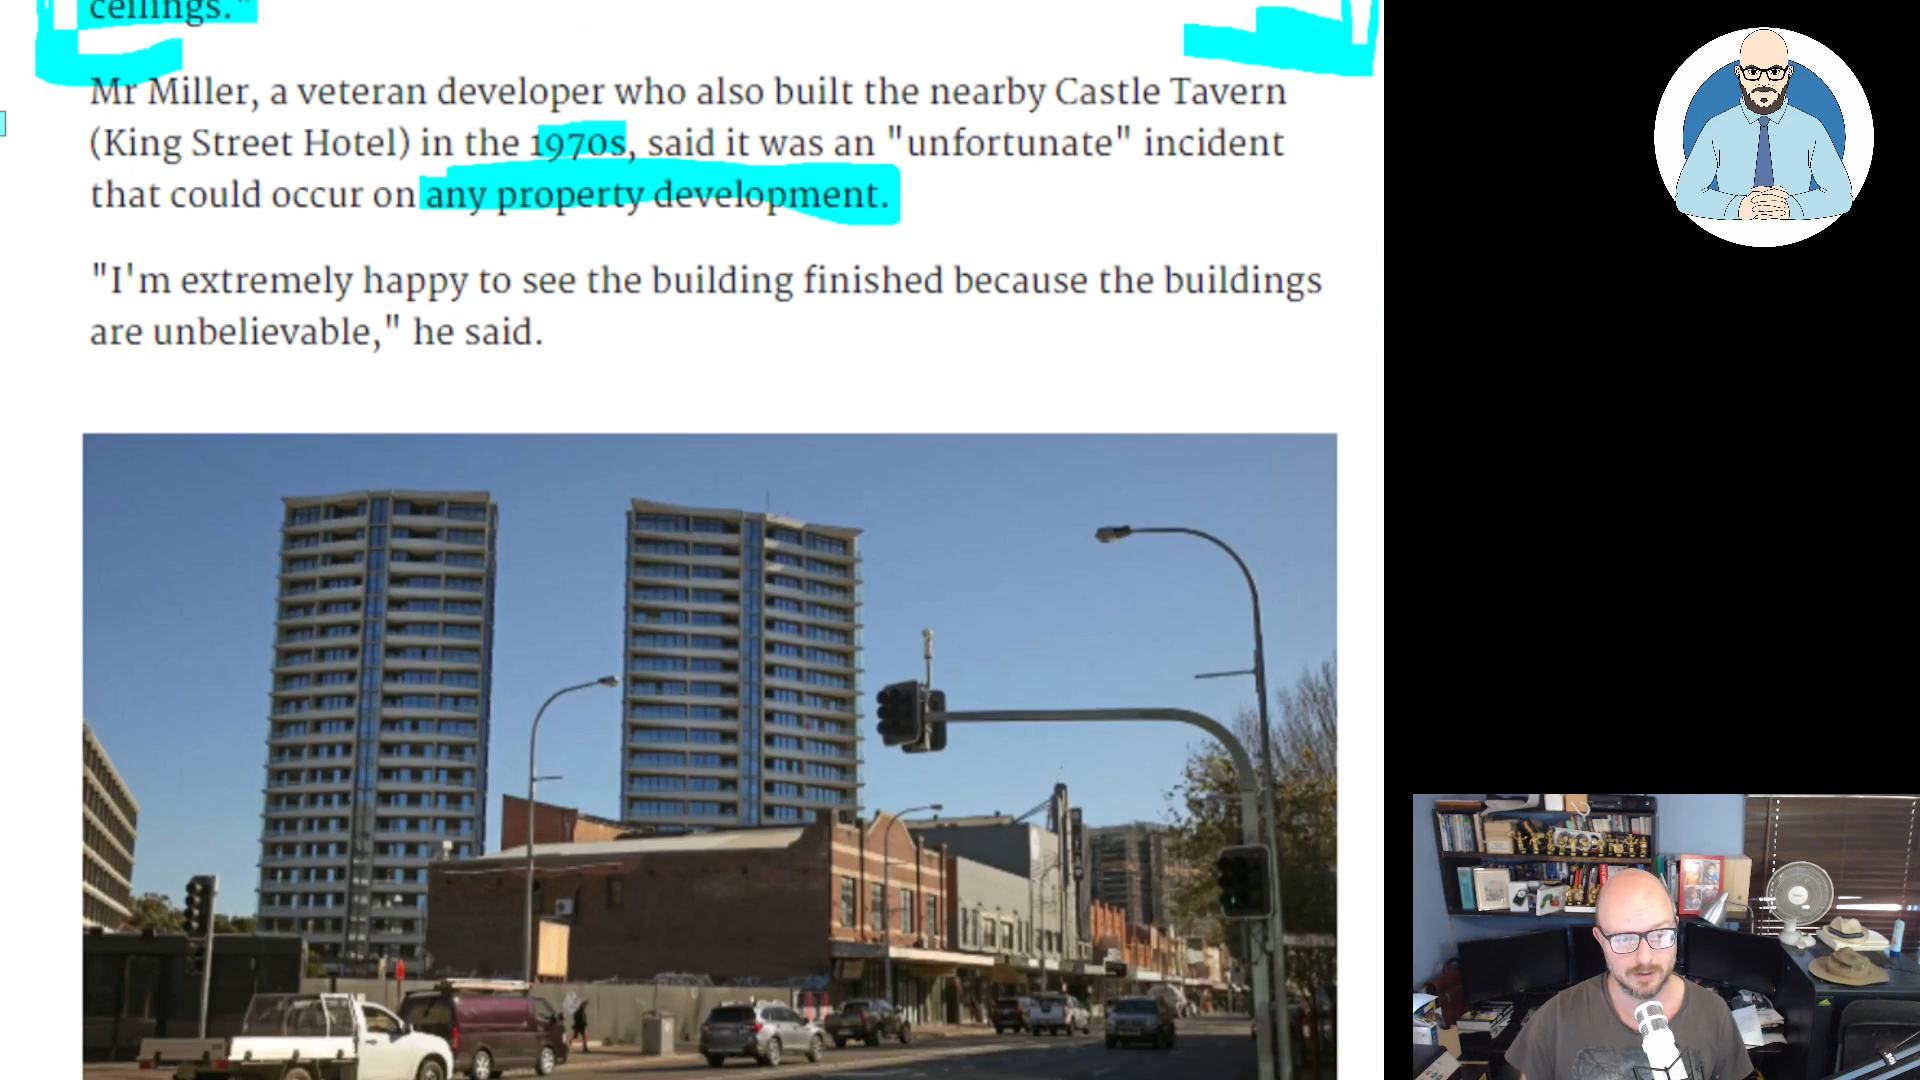 ceilings."
Mr Miller, a veteran developer who also built the nearby Castle Tavern
(King Street Hotel) in the 1970s, said it was an "unfortunate" incident
that could occur on any property development.
"I'm extremely happy to see the building finished because the buildings
are unbelievable," he said.